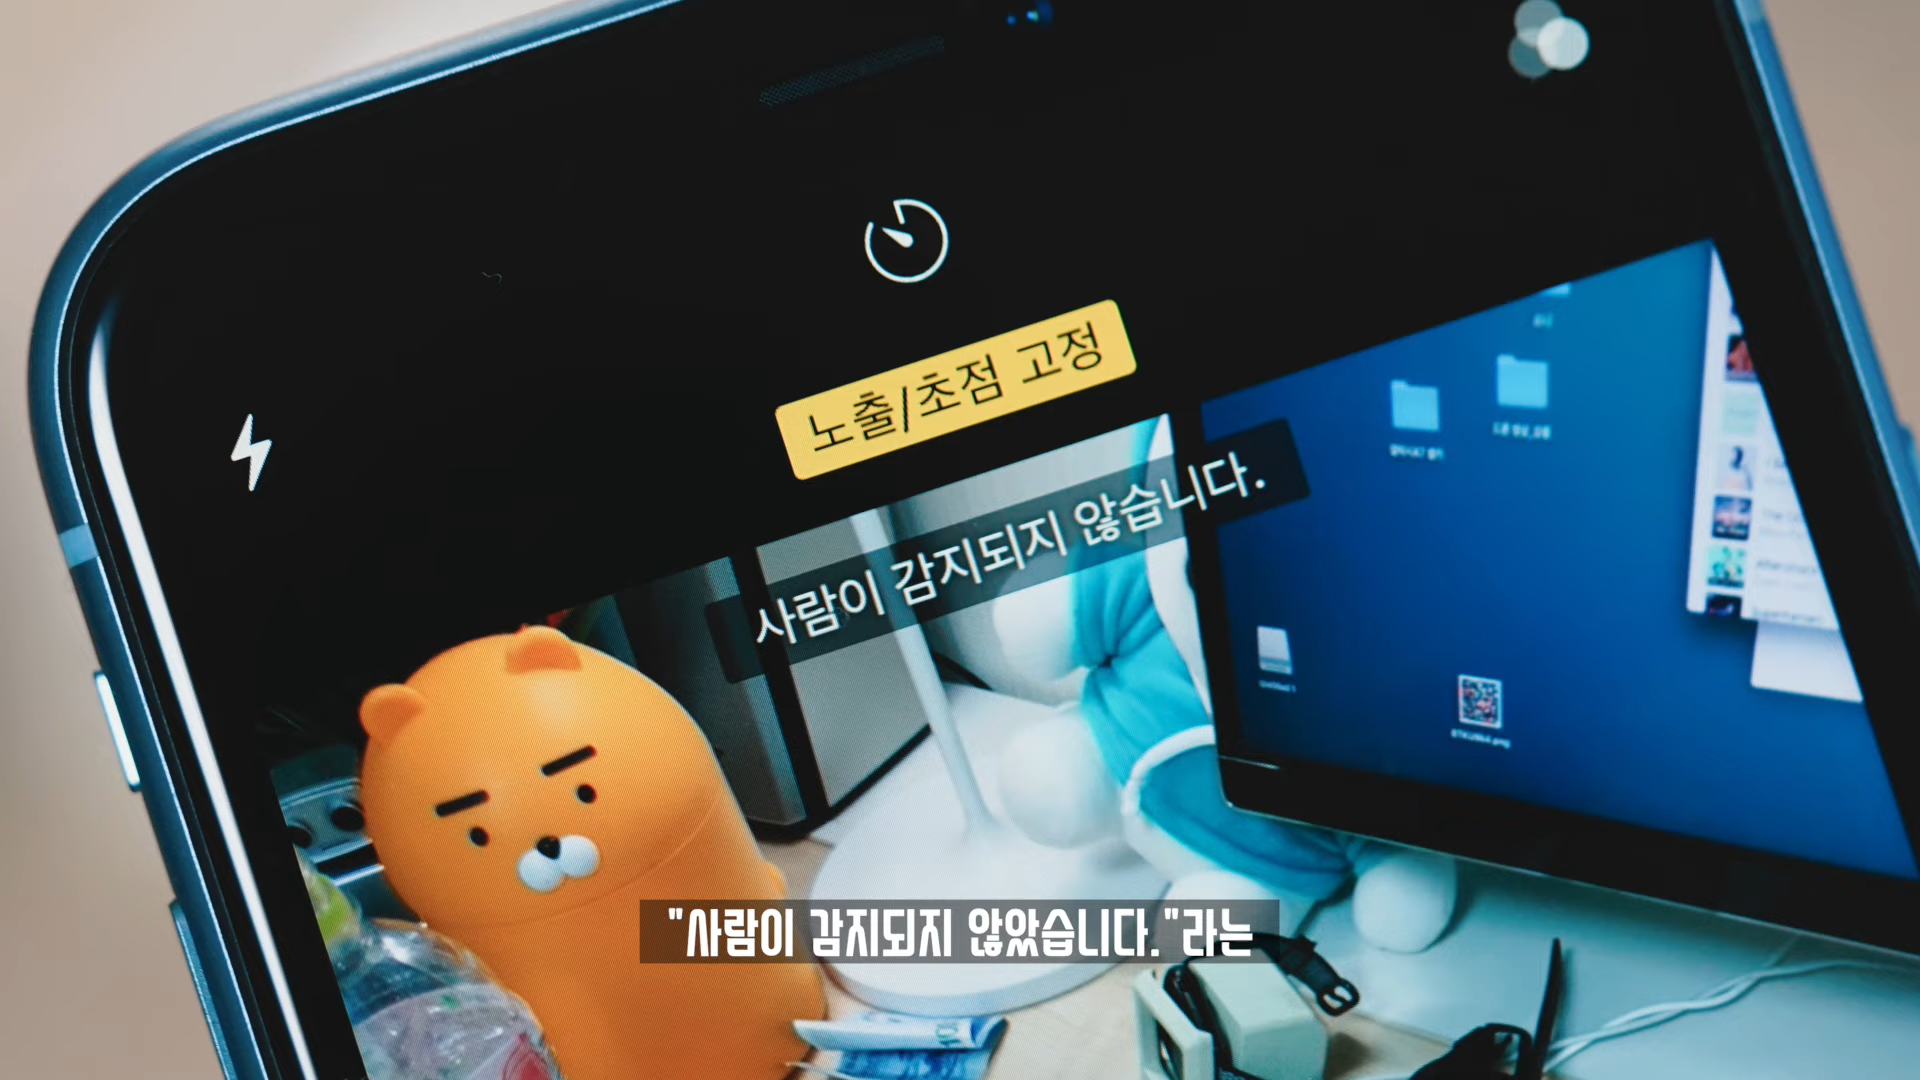 노출/초점 고정
사람이 감지되지 않습니다.
"사람이 감지되지 않았습니다."라는